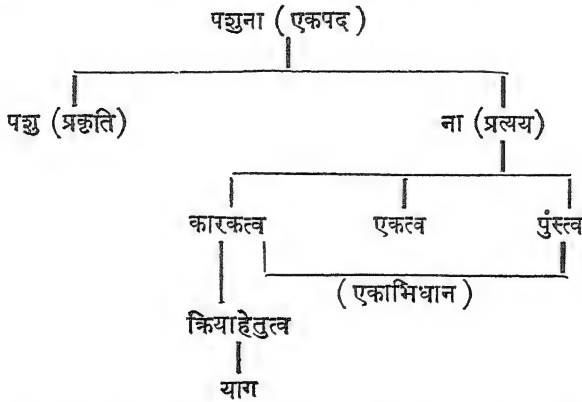 पशुना ( एकपद )
पशु (प्रकृति) ना (प्रत्यय)
कारकत्व एकत्व पुंस्त्व
( एकाभिधान )
क्रियाहेतुत्व
याग